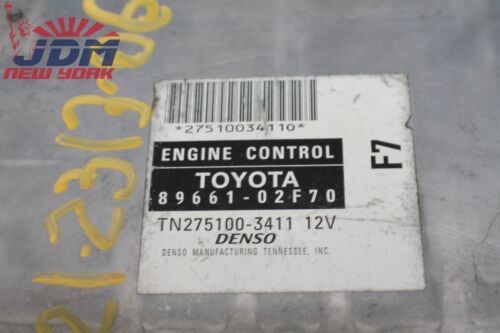 JDM
NEW YORK
*27510034110*
ENGINE CONTROL
TOYOTA
89661-02F70
F7
TN275100-3411 12V
DENSO
DENSO MANUFACTURING TENNESSEE, INC.